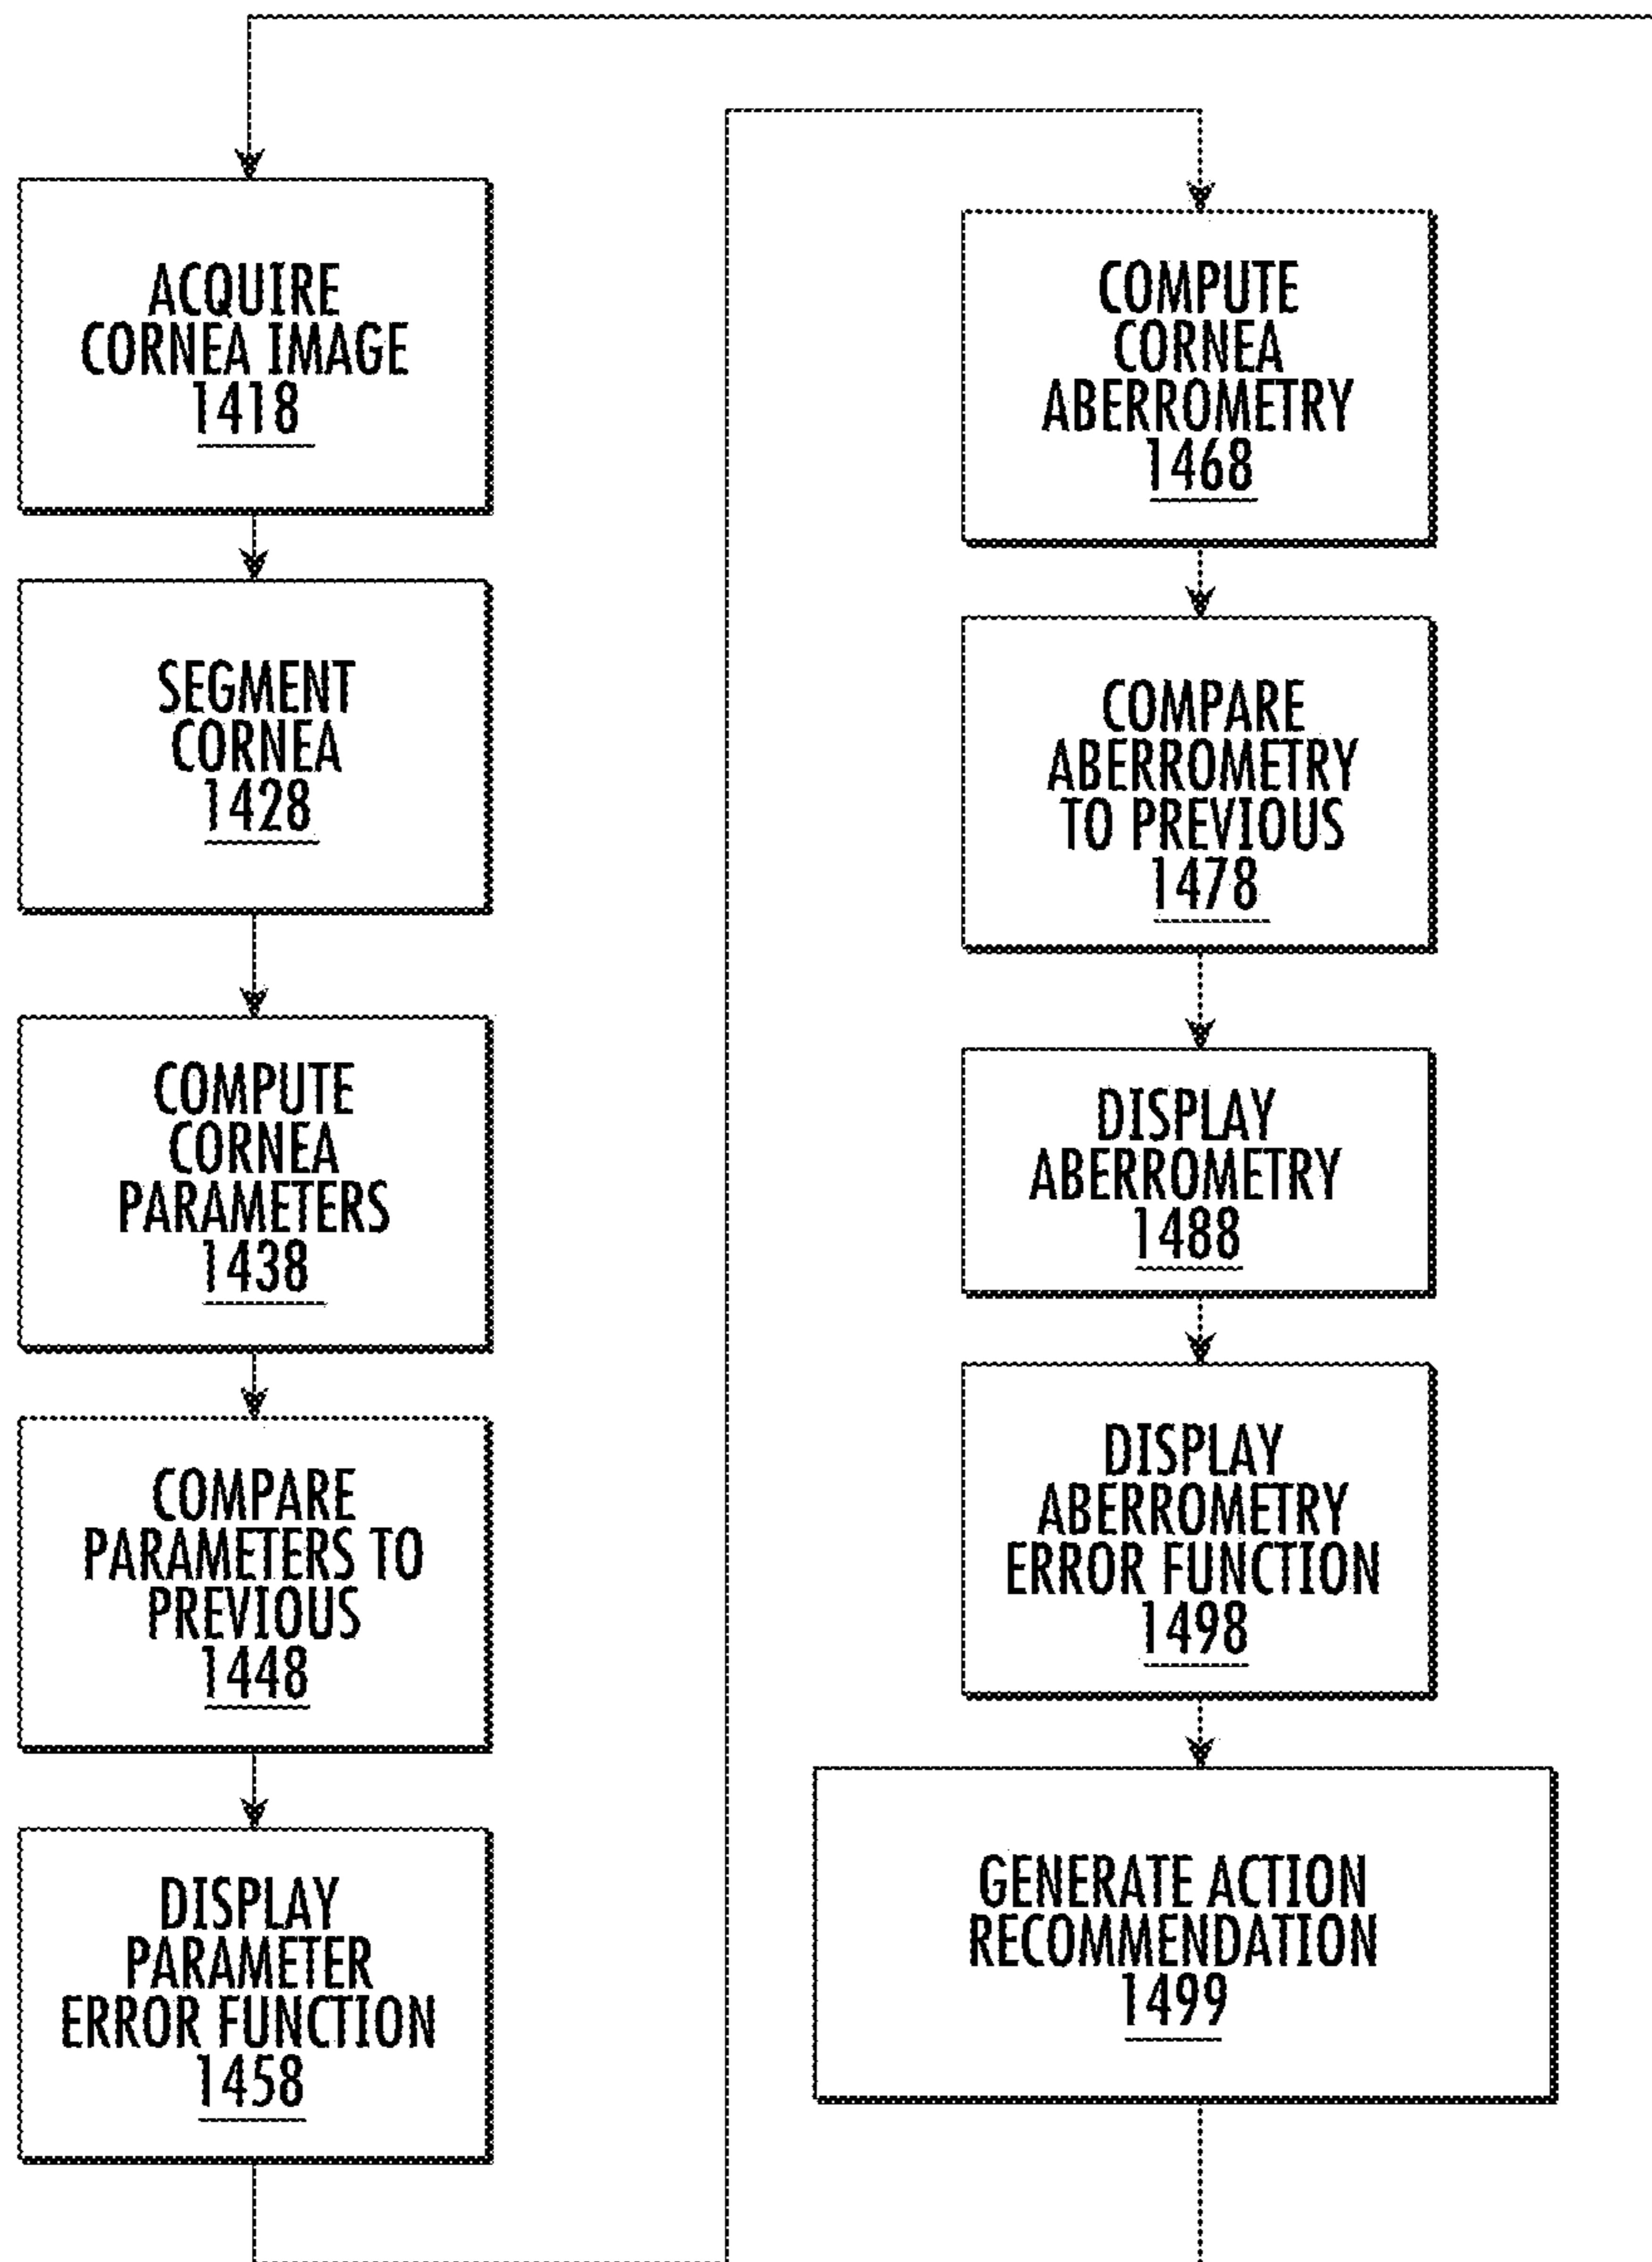 ACQUIRE
CORNEA IMAGE
1418
SEGMENT
CORNEA
1428
COMPUTE
CORNEA
PARAMETERS
1438
COMPARE
PARAMETERS TO
PREVIOUS
1448
DISPLAY
PARAMETER
ERROR FUNCTION
1458
COMPUTE
CORNEA
ABERROMETRY
1468
COMPARE
ABERROMETRY
TO PREVIOUS
1478
DISPLAY
ABERROMETRY
1488
DISPLAY
ABERROMETRY
ERROR FUNCTION
1498
GENERATE ACTION
RECOMMENDATION
1499